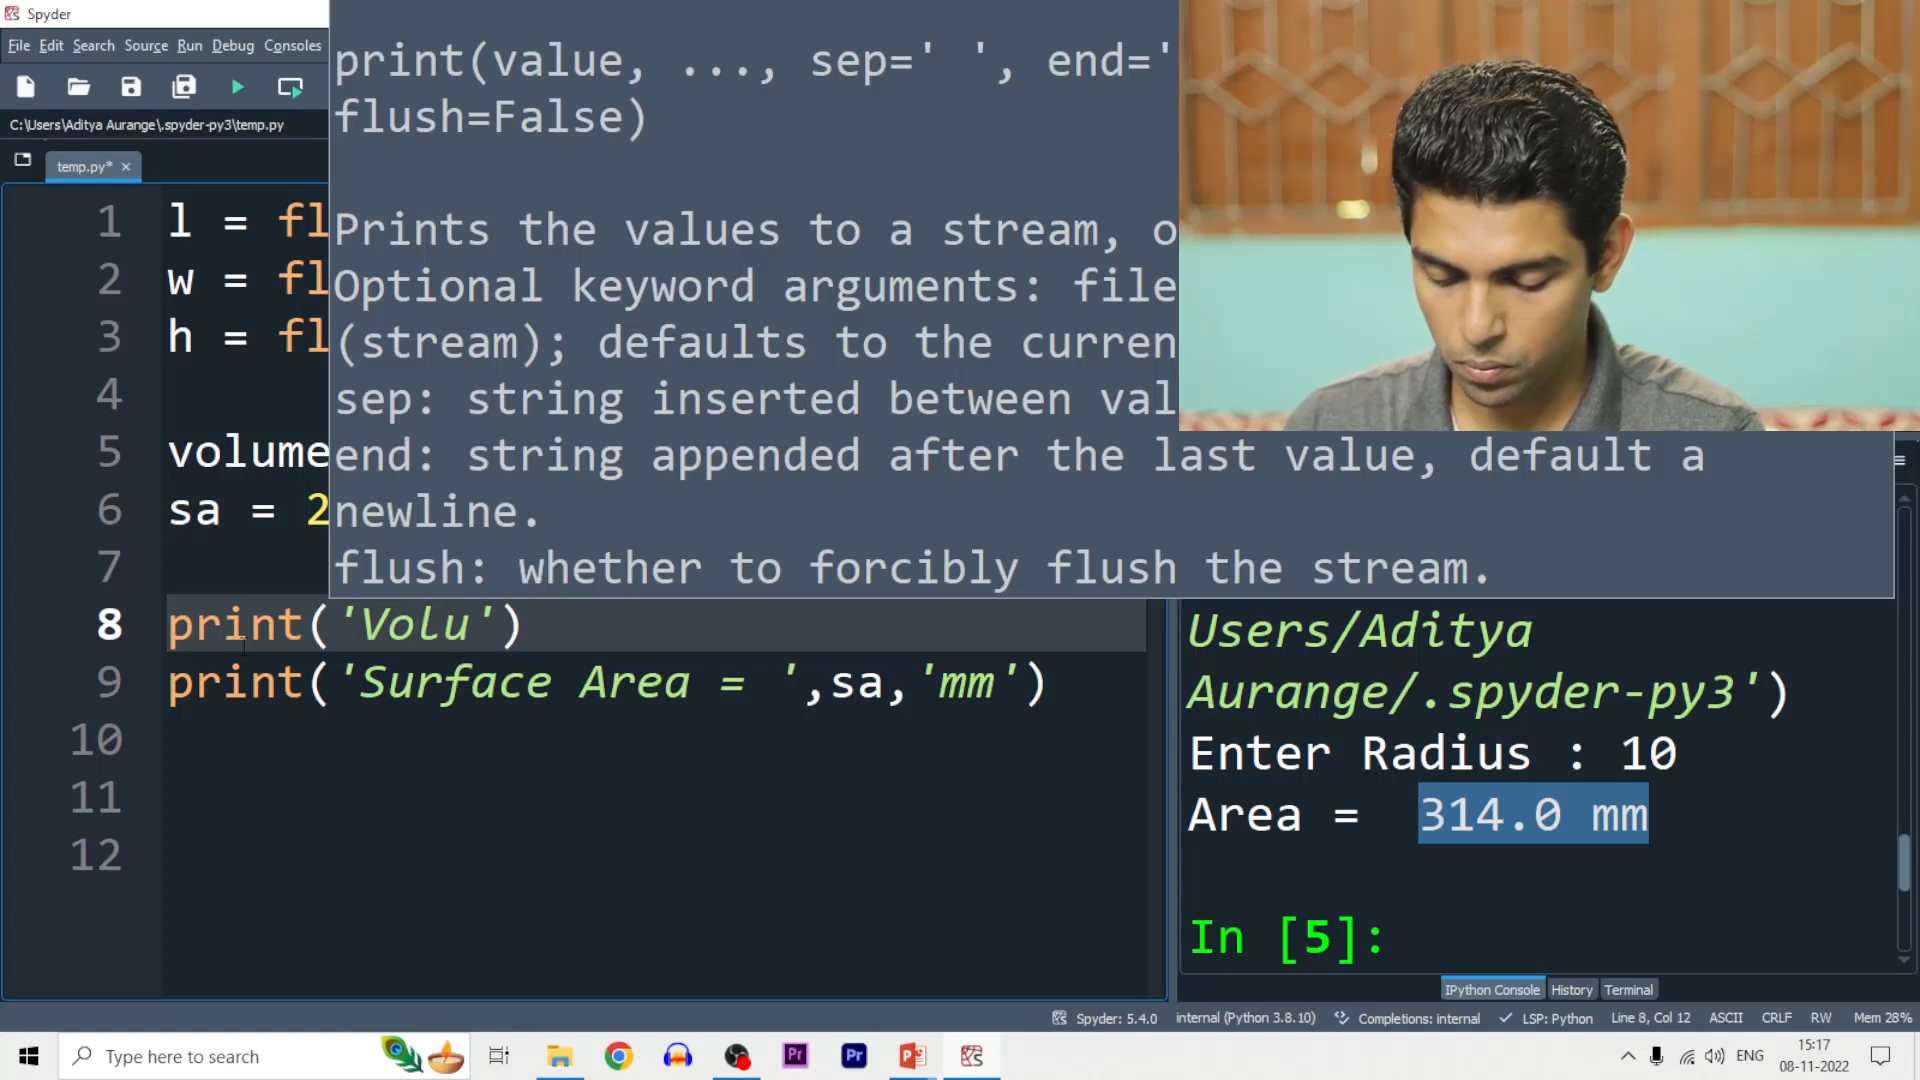 Spyder
File Edit Search Source Run Debug Consoles
C:\Users\Aditya Aurange\.spyder-py3\temp.py
temp.py*
1 l = fl
2 w = fl
3 h = fl
4
5 volume
6 sa = 2
7
8 print('Volu')
9 print('Surface Area = ',sa,'mm')
10
11
12
print(value, ..., sep=' ', end='
flush=False)
Prints the values to a stream, o
Optional keyword arguments: file
(stream); defaults to the curren
sep: string inserted between val
end: string appended after the last value, default a
newline.
flush: whether to forcibly flush the stream.
Users/Aditya
Aurange/.spyder-py3')
Enter Radius : 10
Area =  314.0 mm
In [5]:
IPython Console History Terminal
Spyder: 5.4.0 internal (Python 3.8.10) Completions: internal LSP: Python Line 8, Col 12 ASCII CRLF RW Mem 28%
Type here to search
Pr Pr
ENG
15:17
08-11-2022